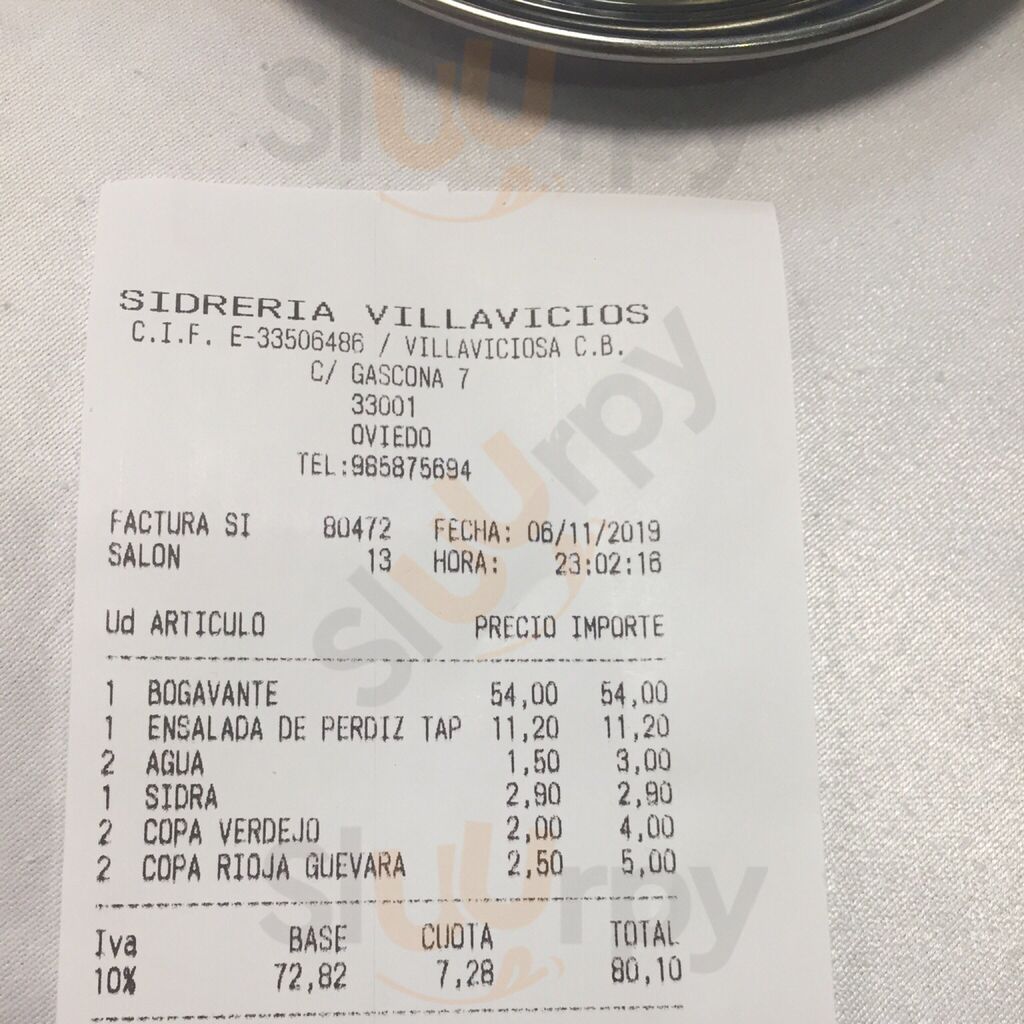 SIDRERIA VILLAVICIOS
C.I.F. E-33506486 / VILLAVICIOSA C.B.
C/ GASCONA 7
33001
OVIEDO
TEL:985875694
FACTURA SI 80472 FECHA: 06/11/2019
SALON 13 HORA: 23:02:16
Ud ARTICULO PRECIO IMPORTE
1 BOGAVANTE 54,00 54,00
1 ENSALADA DE PERDIZ TAP 11,20 11,20
2 AGUA 1,50 3,00
1 SIDRA 2,90 2,90
2 COPA VERDEJO 2,00 4,00
2 COPA RIOJA GUEVARA 2,50 5,00
Iva BASE CUOTA TOTAL
10% 72,82 7,28 80,10
Sluurpy
Sluurpy
Sluurpy